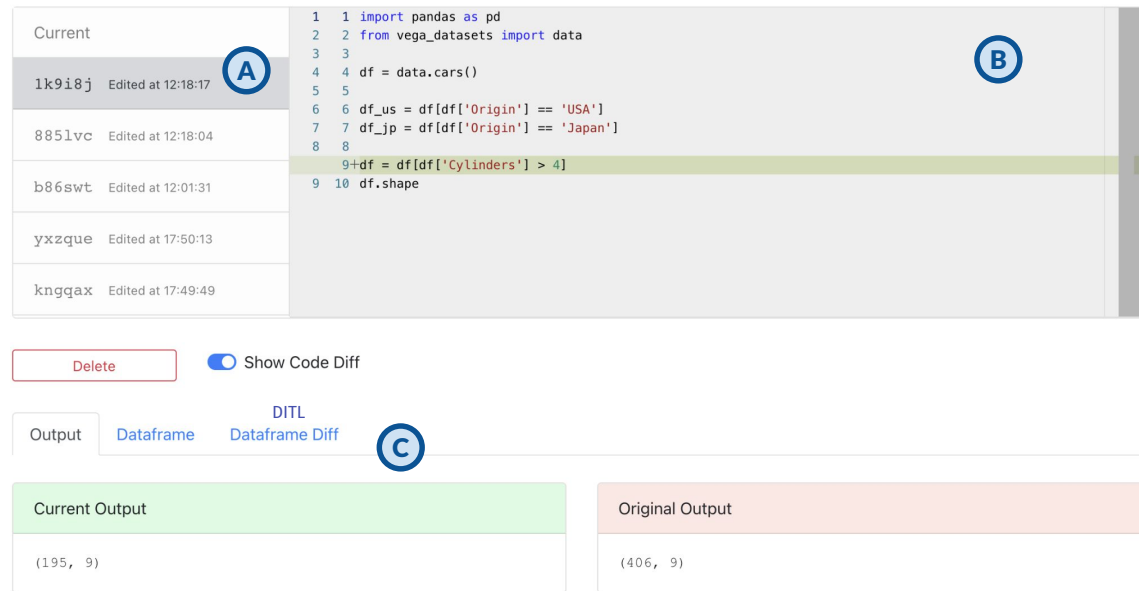 Current
1k9i8j Edited at 12:18:17
A
885lvc Edited at 12:18:04
b86swt Edited at 12:01:31
yxzque Edited at 17:50:13
kngqax Edited at 17:49:49
1 1 import pandas as pd
2 2 from vega_datasets import data
3 3
4 4 df = data.cars()
5 5
6 6 df_us = df[df['Origin'] == 'USA']
7 7 df_jp = df[df['Origin'] == 'Japan']
8 8
9+df = df[df['Cylinders'] > 4]
9 10 df.shape
B
Delete
Show Code Diff
Output
Dataframe
DITL
Dataframe Diff
C
Current Output
(195, 9)
Original Output
(406, 9)